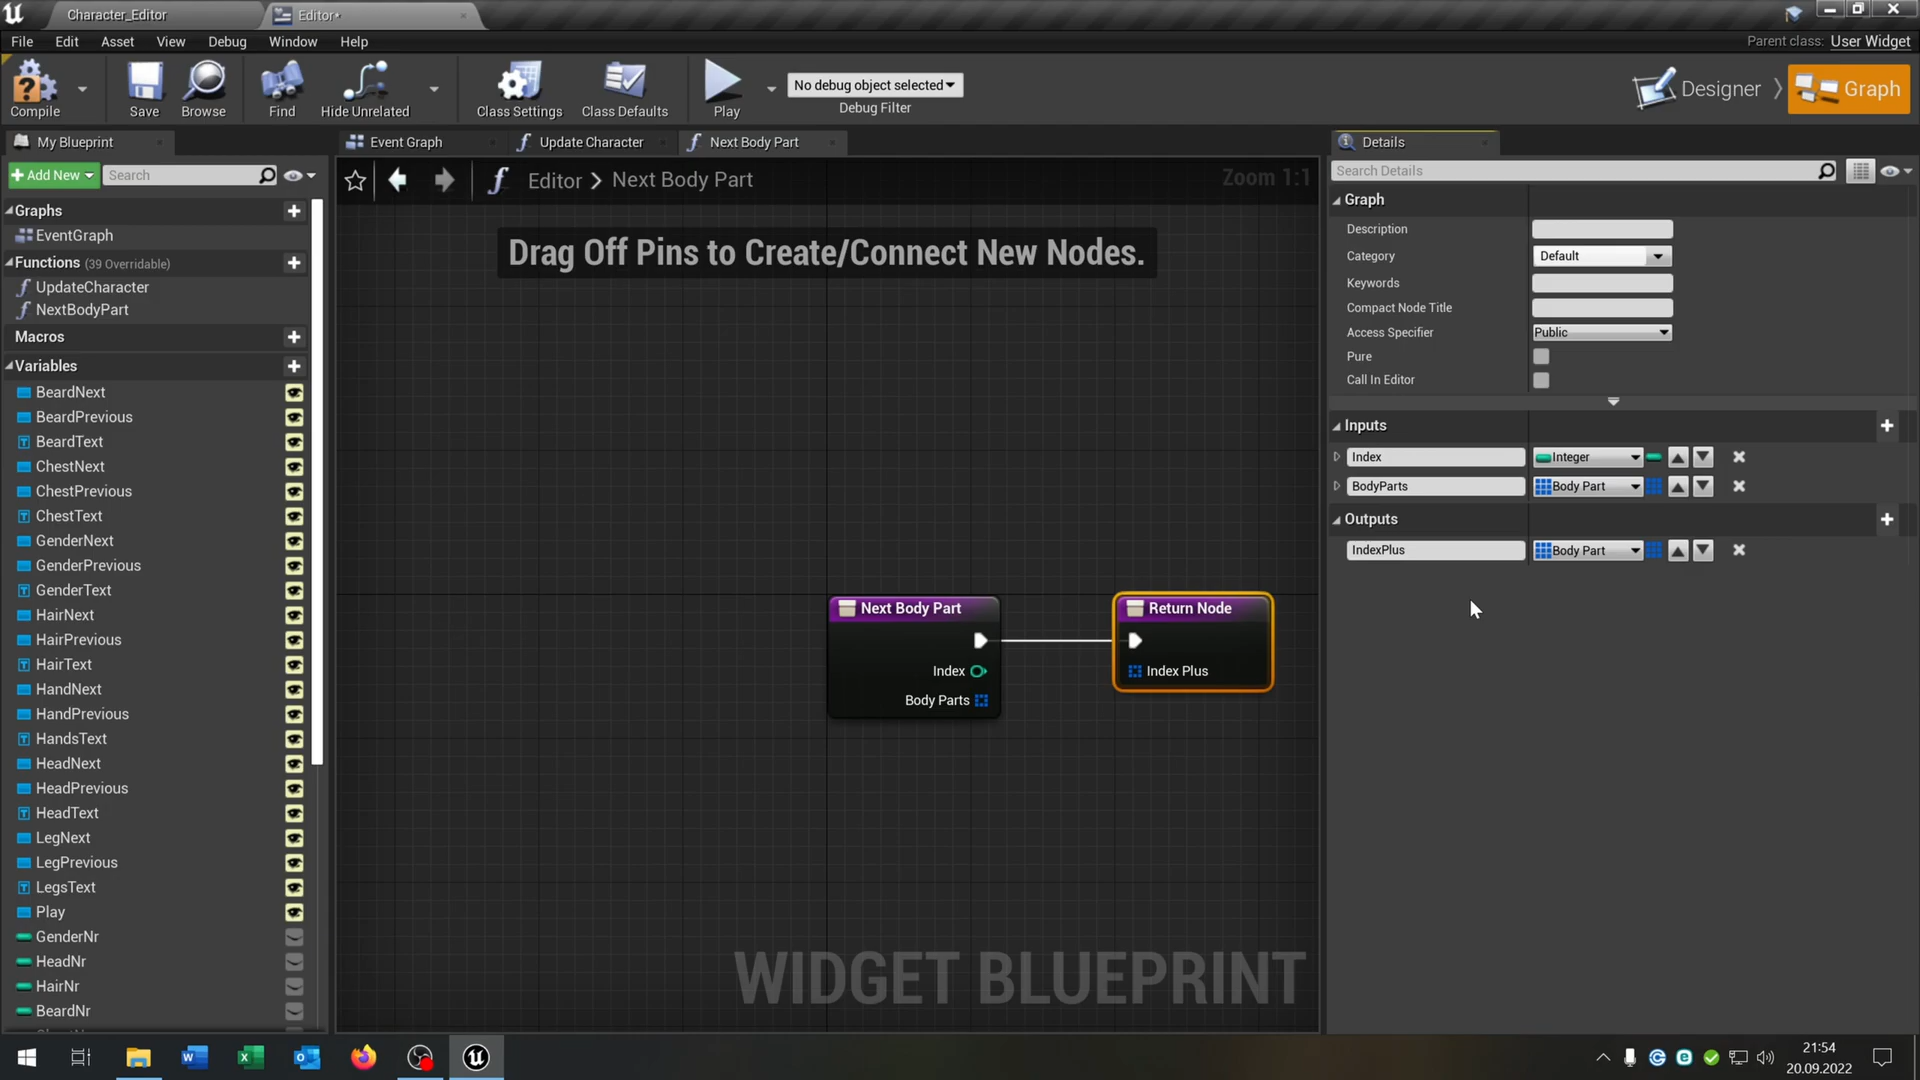 Character_Editor
Editor*
File Edit Asset View Debug Window Help
Parent class: User Widget
Compile
Save
Browse
Find
Hide Unrelated
Class Settings
Class Defaults
Play
No debug object selected
Debug Filter
Designer
Graph
My Blueprint
Add New
Search
Graphs
EventGraph
Functions (39 Overridable)
UpdateCharacter
NextBodyPart
Macros
Variables
BeardNext
BeardPrevious
BeardText
ChestNext
ChestPrevious
ChestText
GenderNext
GenderPrevious
GenderText
HairNext
HairPrevious
HairText
HandNext
HandPrevious
HandsText
HeadNext
HeadPrevious
HeadText
LegNext
LegPrevious
LegsText
Play
GenderNr
HeadNr
HairNr
BeardNr
Event Graph
Update Character
Next Body Part
Editor > Next Body Part
Zoom 1:1
Drag Off Pins to Create/Connect New Nodes.
Next Body Part
Index
Body Parts
Return Node
Index Plus
WIDGET BLUEPRINT
Details
Search Details
Graph
Description
Category Default
Keywords
Compact Node Title
Access Specifier Public
Pure
Call In Editor
Inputs
Index Integer
BodyParts Body Part
Outputs
IndexPlus Body Part
21:54
20.09.2022